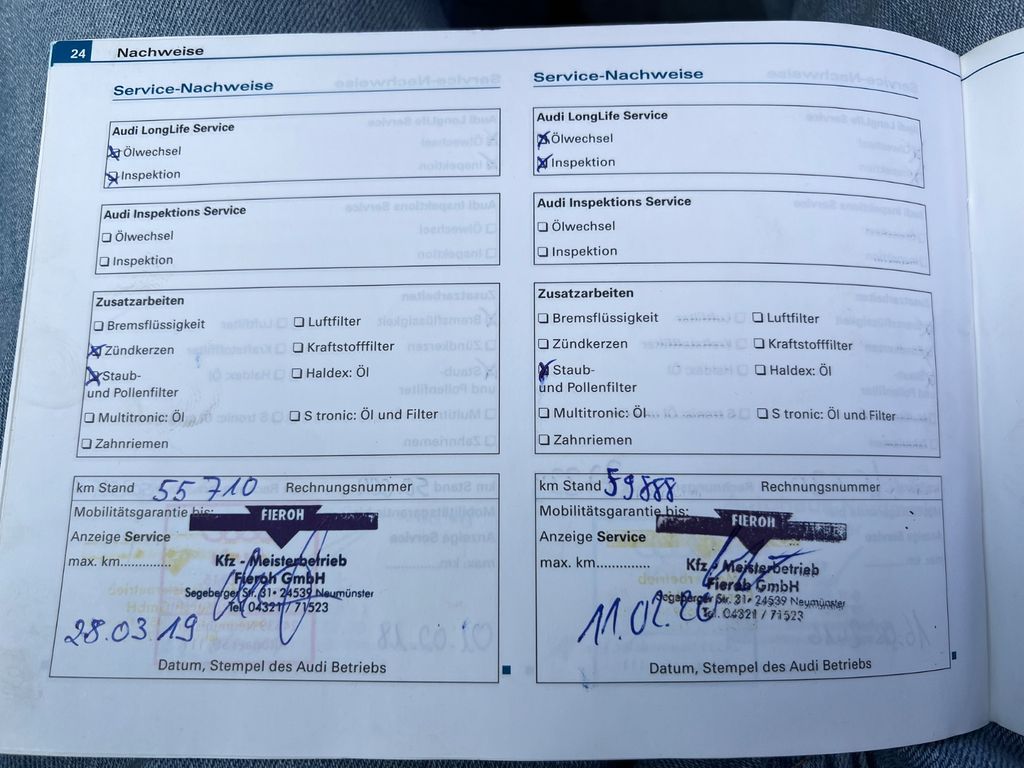 24 Nachweise
Service-Nachweise
Audi LongLife Service
Ölwechsel
Inspektion
Audi Inspektions Service
Ölwechsel
Inspektion
Zusatzarbeiten
Bremsflüssigkeit Luftfilter
Zündkerzen Kraftstofffilter
Staub- Haldex: Öl
und Pollenfilter
Multitronic: Öl S tronic: Öl und Filter
Zahnriemen
km Stand 55 710 Rechnungsnummer
Mobilitätsgarantie bis:
FIEROH
Anzeige Service
max. km.............
Kfz - Meisterbetrieb
Fieroh GmbH
Segeberger Str. 31 • 24539 Neumünster
Tel. 04321 / 71523
28.03.19
Datum, Stempel des Audi Betriebs
Service-Nachweise
Audi LongLife Service
Ölwechsel
Inspektion
Audi Inspektions Service
Ölwechsel
Inspektion
Zusatzarbeiten
Bremsflüssigkeit Luftfilter
Zündkerzen Kraftstofffilter
Staub- Haldex: Öl
und Pollenfilter
Multitronic: Öl S tronic: Öl und Filter
Zahnriemen
km Stand 59888 Rechnungsnummer
Mobilitätsgarantie bis:
FIEROH
Anzeige Service
max. km.............
Kfz - Meisterbetrieb
Fieroh GmbH
Segeberger Str. 31 • 24539 Neumünster
Tel. 04321 / 71523
11.02.20
Datum, Stempel des Audi Betriebs